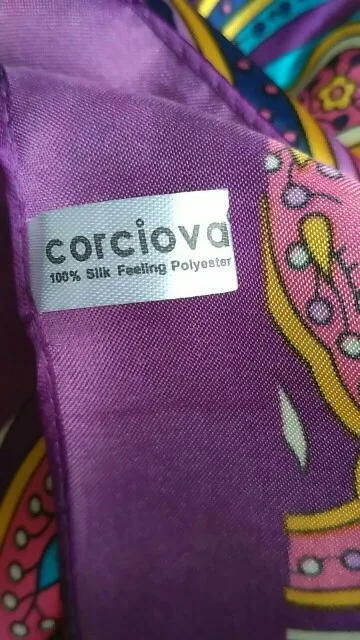 corciova
100% Silk Feeling Polyester